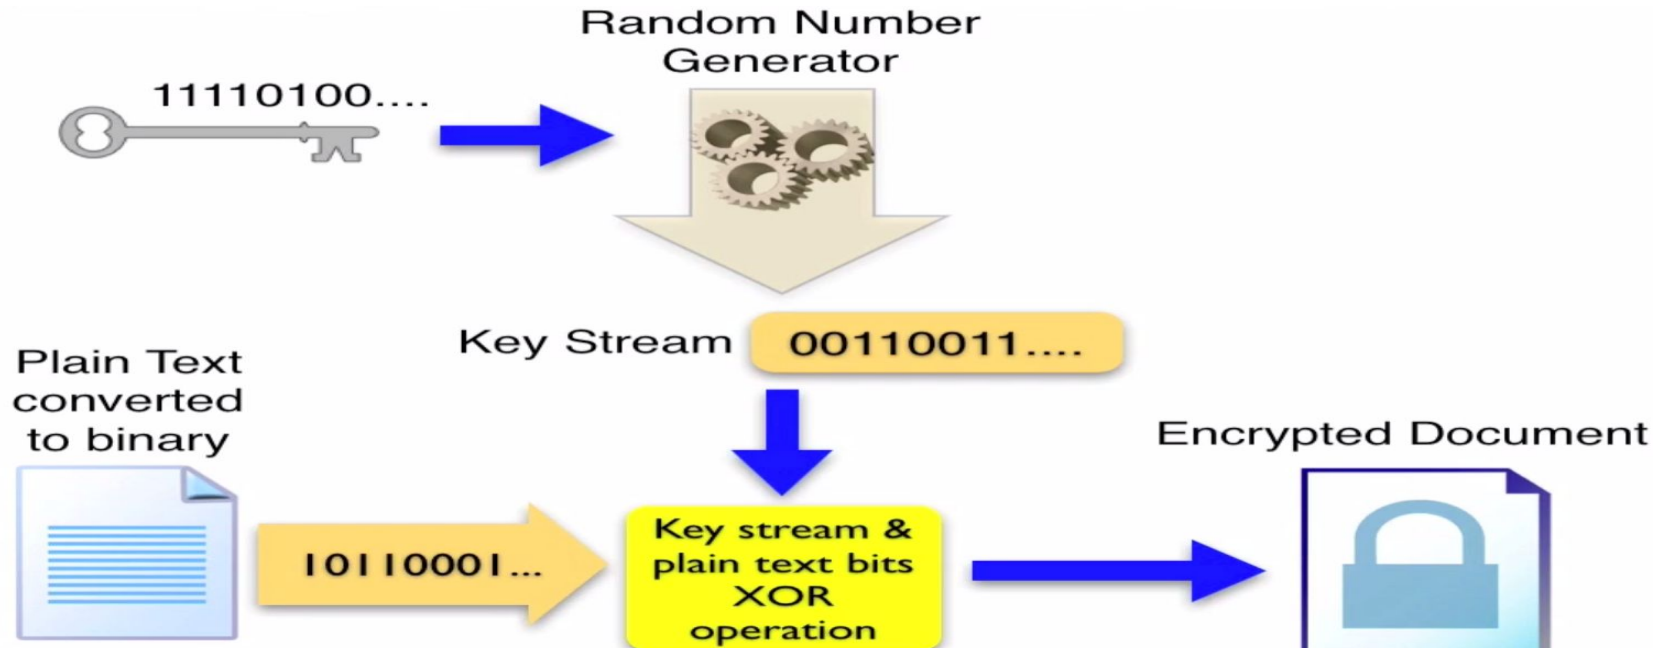 Random Number
Generator
11110100....
Key Stream
00110011....
Plain Text
converted
to binary
10110001...
Key stream &
plain text bits
XOR
operation
Encrypted Document